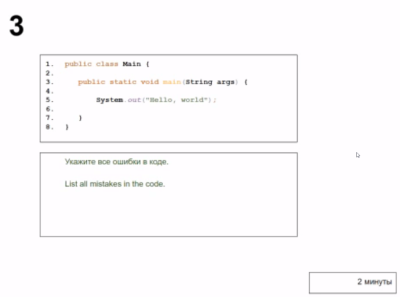 3
1. public class Main {
2.
3. public static void main(String args) {
4.
5. System.out("Hello, world");
6.
7. }
8. }
Укажите все ошибки в коде.
List all mistakes in the code.
2 минуты